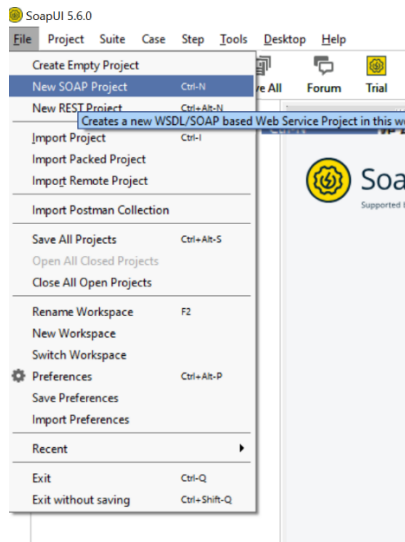 SoapUI 5.6.0
File Project Suite Case Step Tools Desktop Help
Create Empty Project
New SOAP Project Ctrl-N
ve All Forum Trial
New REST Project Ctrl+Alt-N
Creates a new WSDL/SOAP based Web Service Project in this w
Import Project Ctrl-I
Import Packed Project
Import Remote Project
Soa
Supported
Import Postman Collection
Save All Projects Ctrl+Alt-S
Open All Closed Projects
Close All Open Projects
Rename Workspace F2
New Workspace
Switch Workspace
Preferences Ctrl+Alt-P
Save Preferences
Import Preferences
Recent
Exit Ctrl-Q
Exit without saving Ctrl+Shift-Q